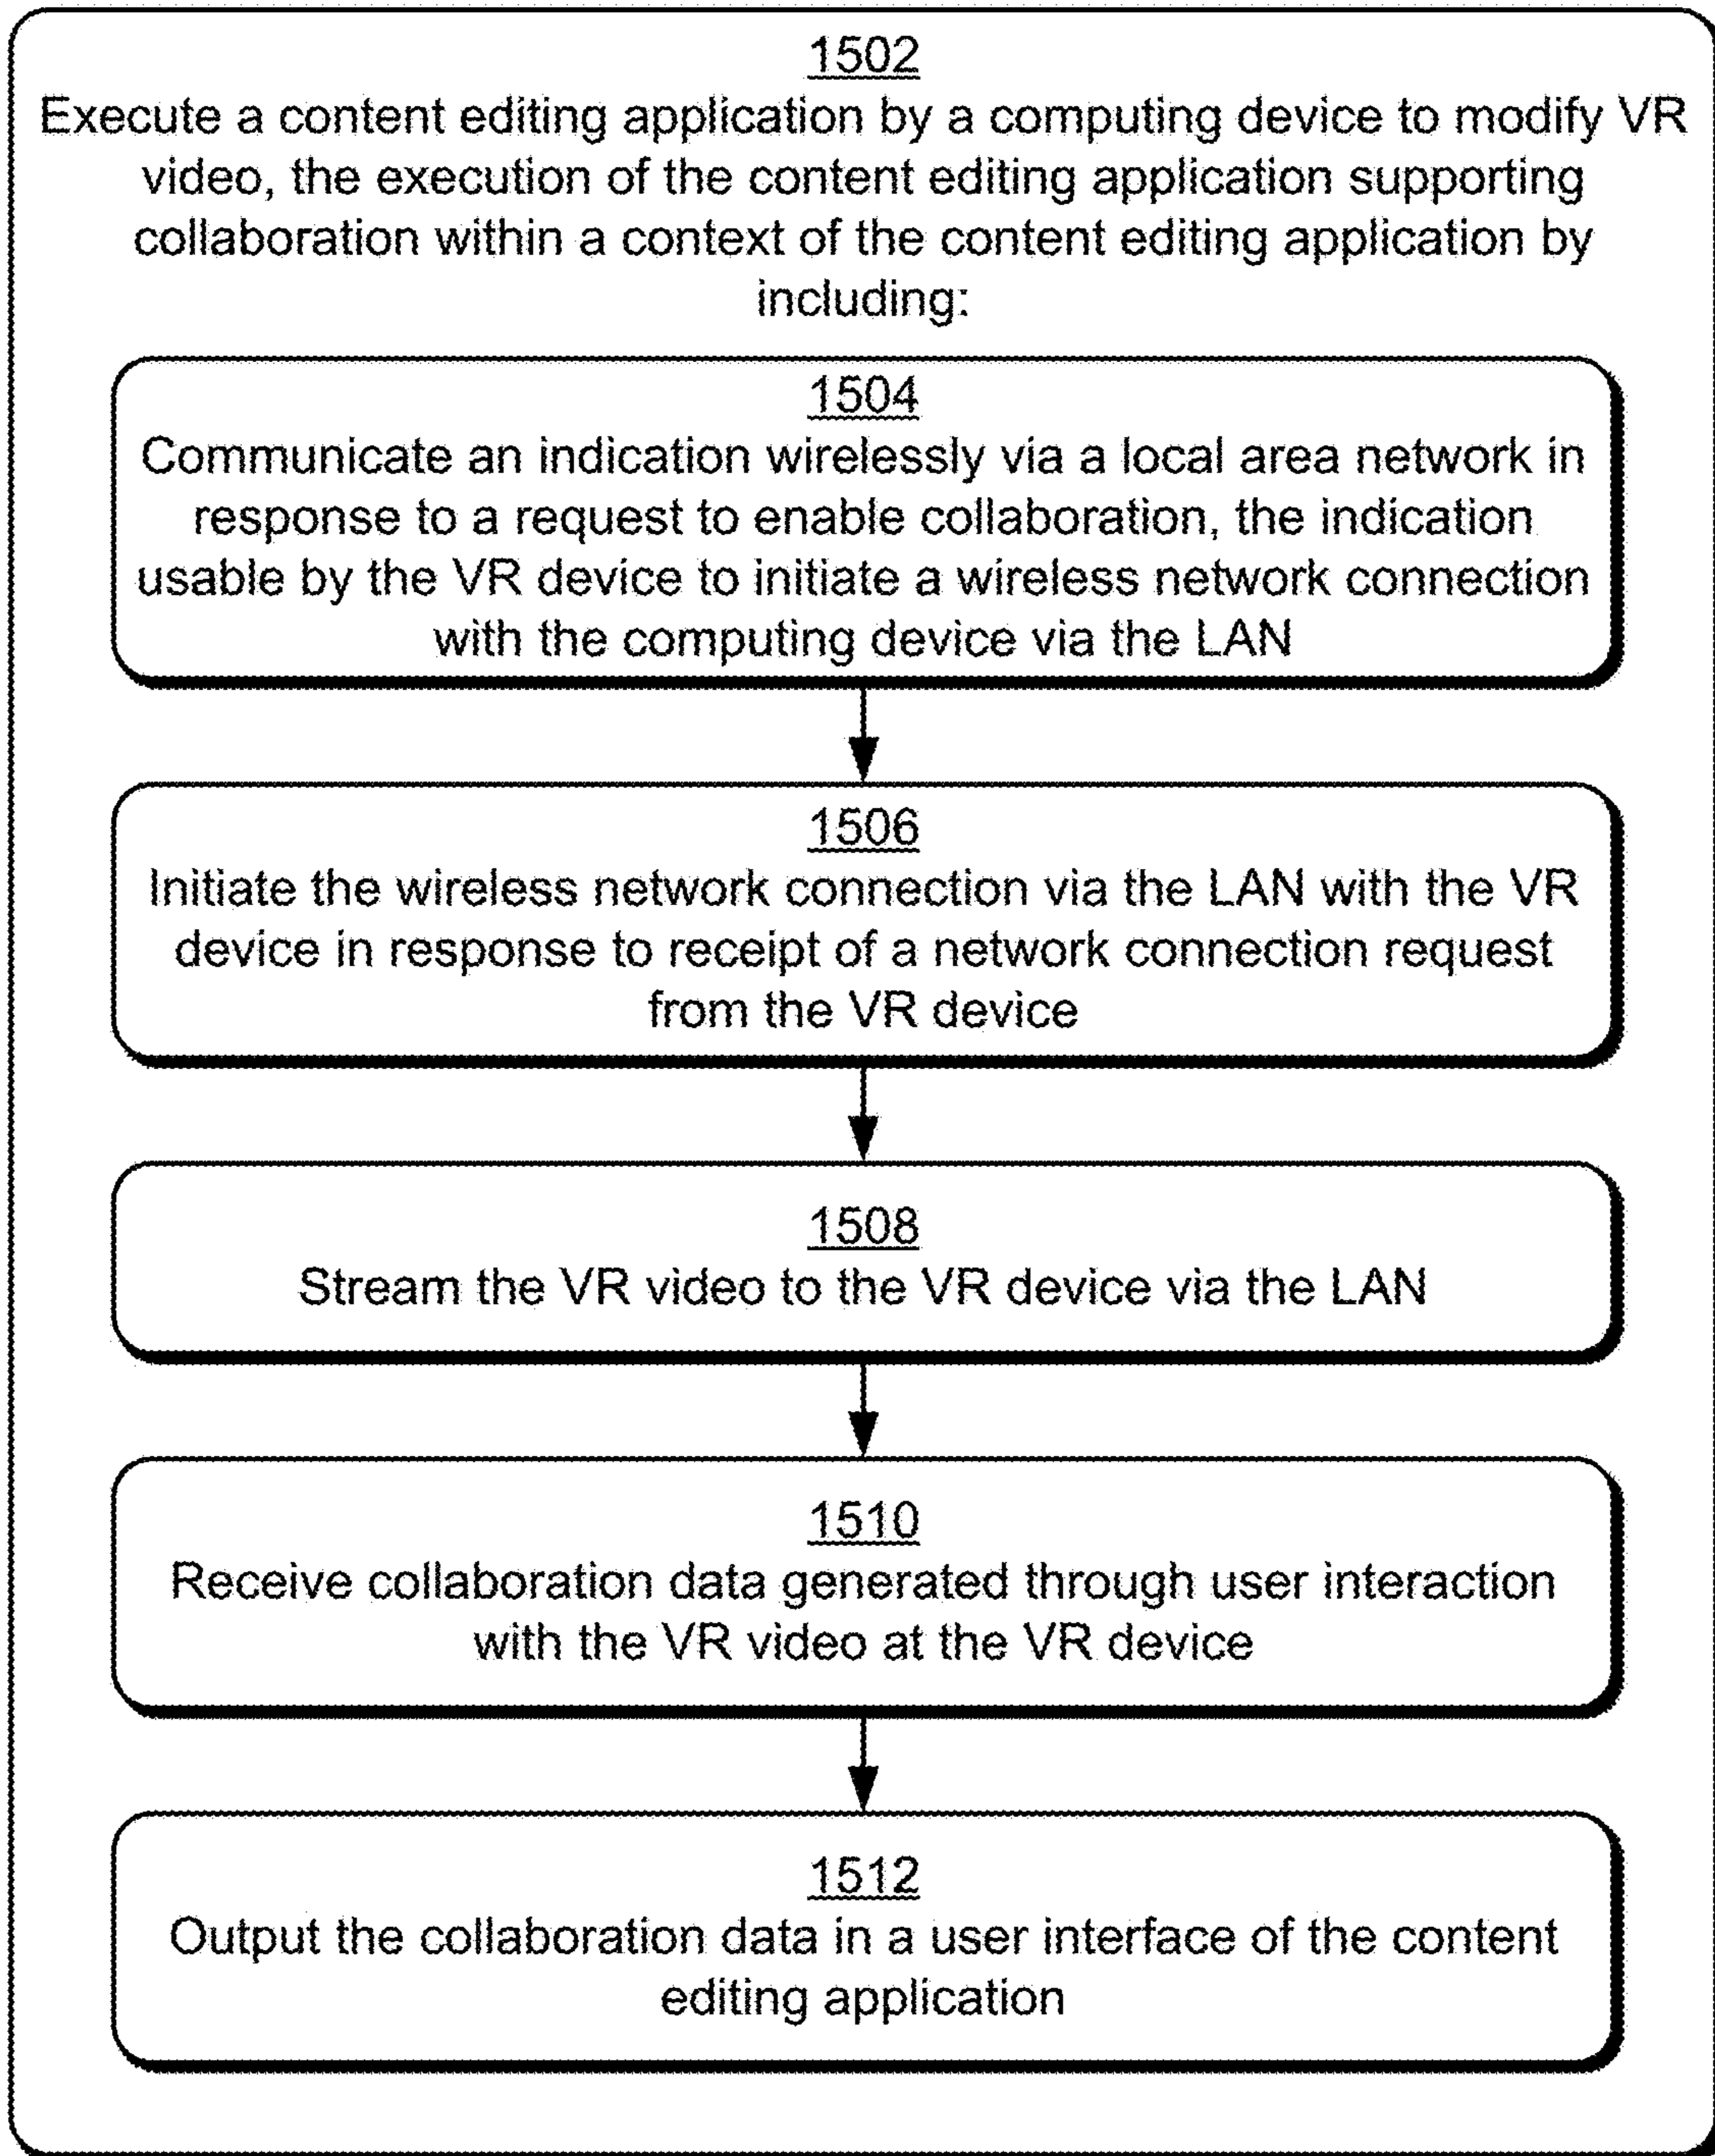 1502
Execute a content editing application by a computing device to modify VR
video, the execution of the content editing application supporting
collaboration within a context of the content editing application by
including:
1504
Communicate an indication wirelessly via a local area network in
response to a request to enable collaboration, the indication
usable by the VR device to initiate a wireless network connection
with the computing device via the LAN
1506
Initiate the wireless network connection via the LAN with the VR
device in response to receipt of a network connection request
from the VR device
1508
Stream the VR video to the VR device via the LAN
1510
Receive collaboration data generated through user interaction
with the VR video at the VR device
1512
Output the collaboration data in a user interface of the content
editing application